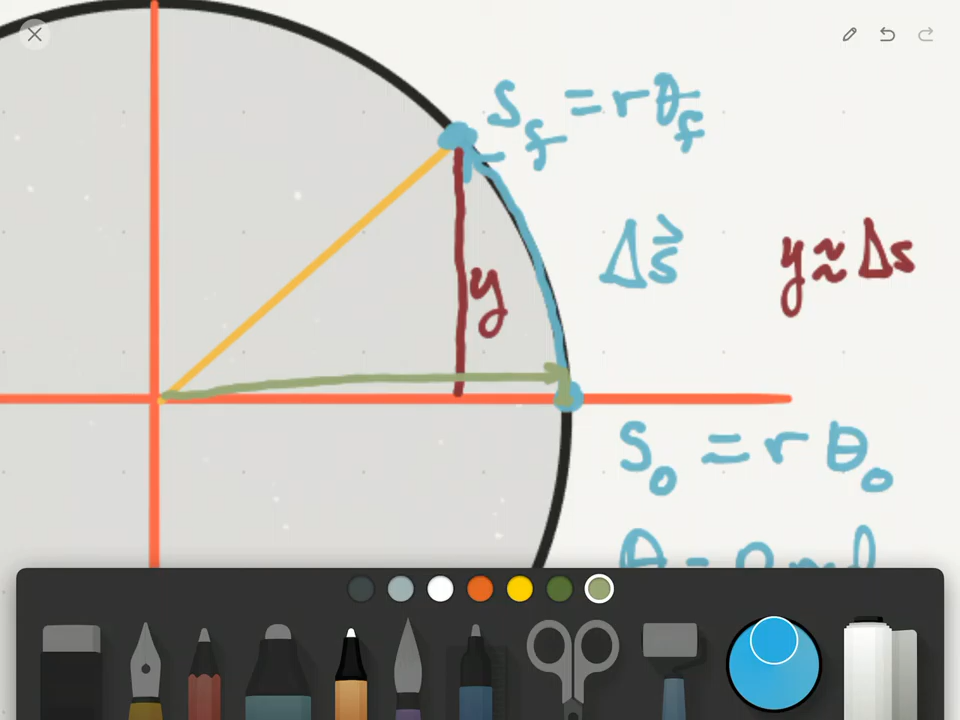 S_f = rθ_f
Δs⃗
y ≈ Δs
y
S_0 = rθ_0